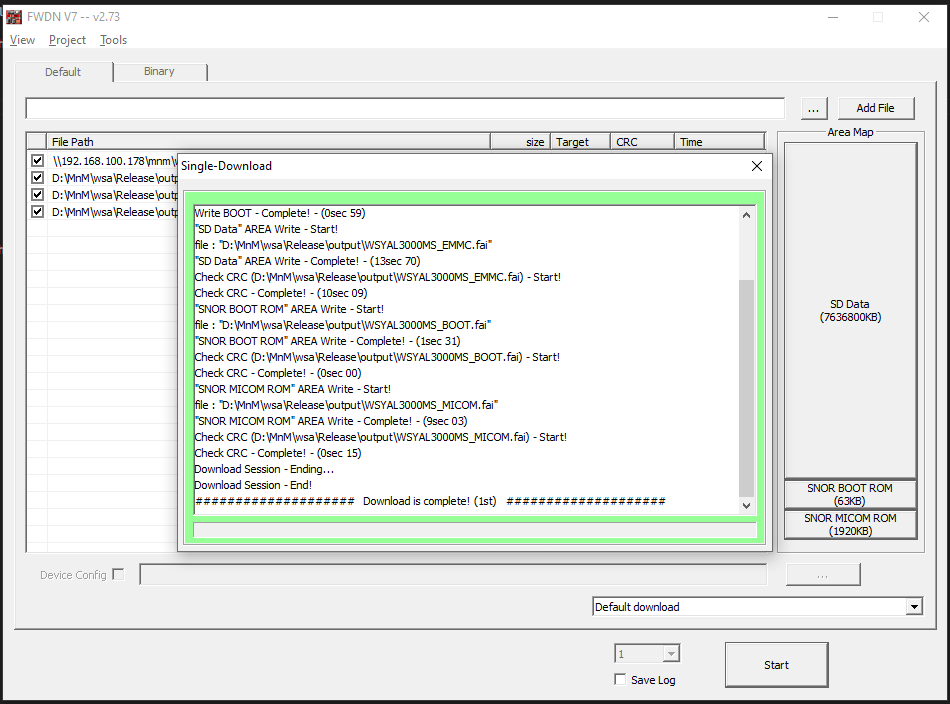 FWDN V7 -- v2.73
View Project Tools
Default Binary
... Add File
File Path size Target CRC Time
Area Map
\\192.168.100.178\mnm\
D:\MnM\wsa\Release\outp
D:\MnM\wsa\Release\outp
D:\MnM\wsa\Release\outp
Single-Download
Write BOOT - Complete! - (0sec 59)
"SD Data" AREA Write - Start!
file : "D:\MnM\wsa\Release\output\WSYAL3000MS_EMMC.fai"
"SD Data" AREA Write - Complete! - (13sec 70)
Check CRC (D:\MnM\wsa\Release\output\WSYAL3000MS_EMMC.fai) - Start!
Check CRC - Complete! - (10sec 09)
"SNOR BOOT ROM" AREA Write - Start!
file : "D:\MnM\wsa\Release\output\WSYAL3000MS_BOOT.fai"
"SNOR BOOT ROM" AREA Write - Complete! - (1sec 31)
Check CRC (D:\MnM\wsa\Release\output\WSYAL3000MS_BOOT.fai) - Start!
Check CRC - Complete! - (0sec 00)
"SNOR MICOM ROM" AREA Write - Start!
file : "D:\MnM\wsa\Release\output\WSYAL3000MS_MICOM.fai"
"SNOR MICOM ROM" AREA Write - Complete! - (9sec 03)
Check CRC (D:\MnM\wsa\Release\output\WSYAL3000MS_MICOM.fai) - Start!
Check CRC - Complete! - (0sec 15)
Download Session - Ending...
Download Session - End!
#################### Download is complete! (1st) ####################
SD Data
(7636800KB)
SNOR BOOT ROM
(63KB)
SNOR MICOM ROM
(1920KB)
Device Config ...
Default download
1
Save Log
Start